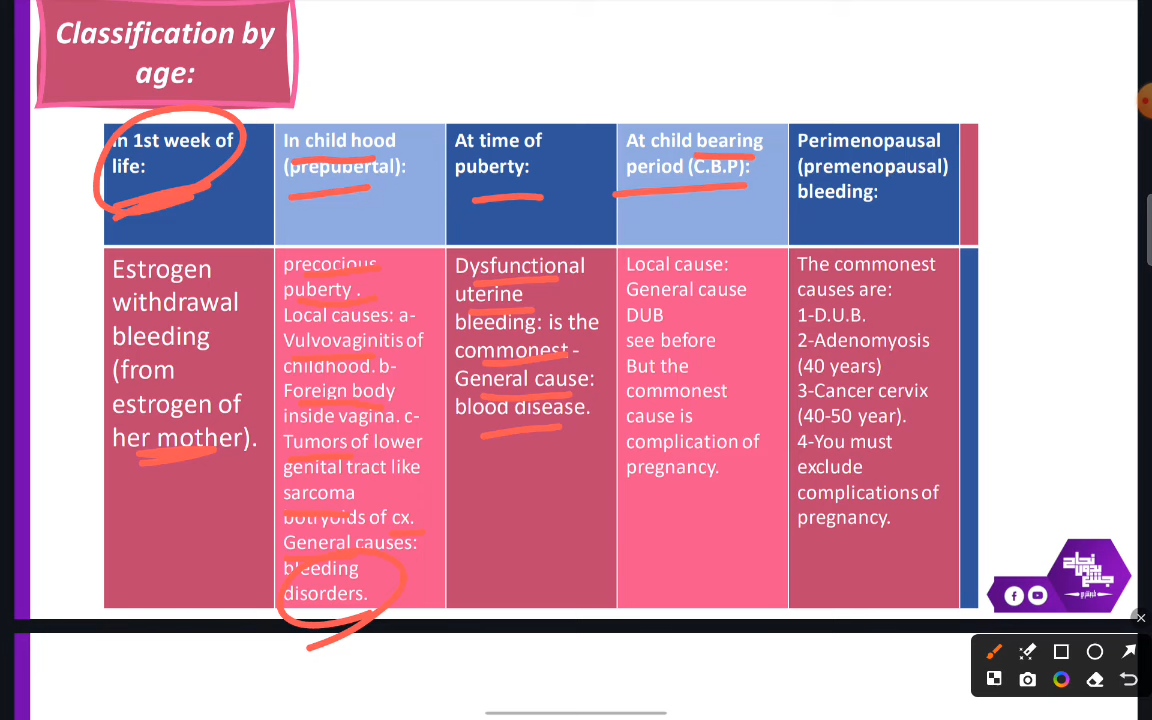 Classification by
age:
In 1st week of
life:
In child hood
(prepubertal):
At time of
puberty:
At child bearing
period (C.B.P):
Perimenopausal
(premenopausal)
bleeding:
Estrogen
withdrawal
bleeding
(from
estrogen of
her mother).
precocious
puberty .
Local causes: a-
Vulvovaginitis of
childhood. b-
Foreign body
inside vagina. c-
Tumors of lower
genital tract like
sarcoma
botryoids of cx.
General causes:
bleeding
disorders.
Dysfunctional
uterine
bleeding: is the
commonest -
General cause:
blood disease.
Local cause:
General cause
DUB
see before
But the
commonest
cause is
complication of
pregnancy.
The commonest
causes are:
1-D.U.B.
2-Adenomyosis
(40 years)
3-Cancer cervix
(40-50 year).
4-You must
exclude
complications of
pregnancy.